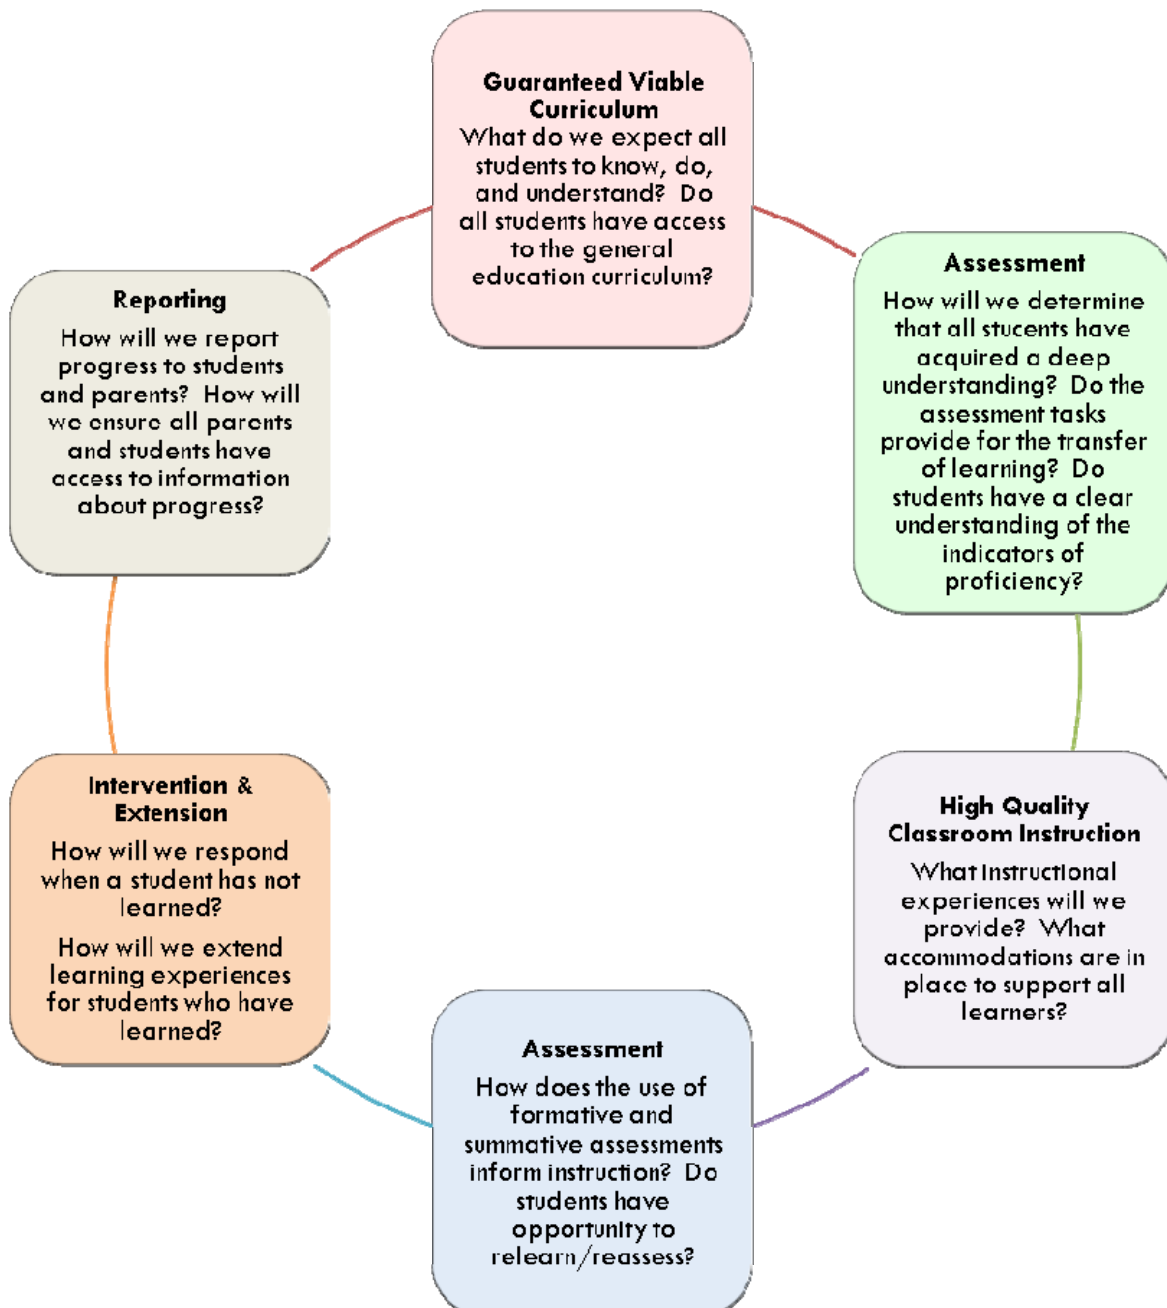 Guaranteed Viable
Curriculum
What do we expect all
students to know, do,
and understand?  Do
all students have access
to the general
education curriculum?
Assessment
How will we determine
that all stucents have
acquired a deep
understanding?  Do the
assessment tasks
provide for the transfer
of learning?  Do
students have a clear
understanding of the
indicators of
proficiency?
High Quality
Classroom Instruction
What instructional
experiences will we
provide?  What
accommodations are in
place to support all
learners?
Assessment
How does the use of
formative and
summative assessments
inform instruction?  Do
students have
opportunity to
relearn/reassess?
Intervention &
Extension
How will we respond
when a student has not
learned?
How will we extend
learning experiences
for students who have
learned?
Reporting
How will we report
progress to students
and parents?  How will
we ensure all parents
and students have
access to information
about progress?